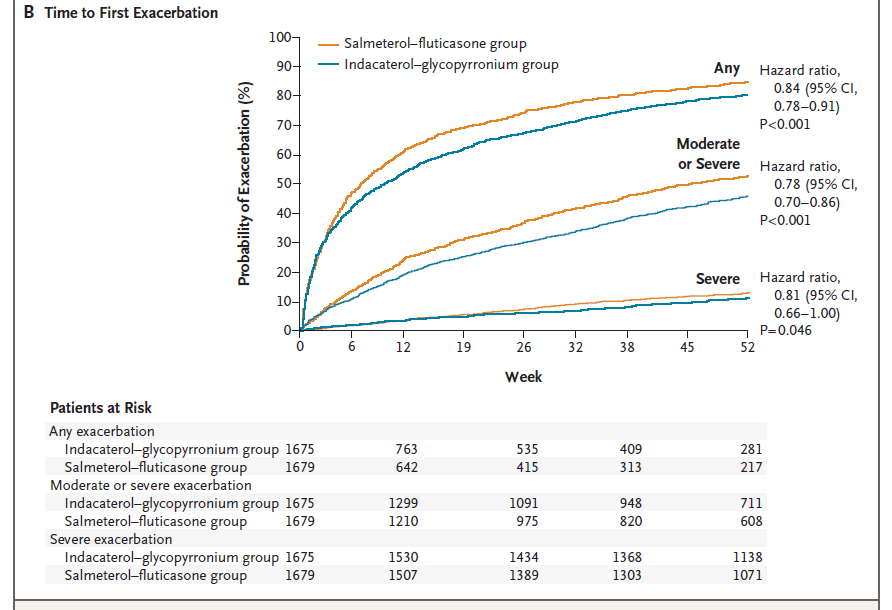 B Time to First Exacerbation
100
90
80
70
60
50
40
30
20
10
0
Probability of Exacerbation (%)
Salmeterol–fluticasone group
Indacaterol–glycopyrronium group
Any
Hazard ratio,
0.84 (95% CI,
0.78–0.91)
P<0.001
Moderate
or Severe
Hazard ratio,
0.78 (95% CI,
0.70–0.86)
P<0.001
Severe
Hazard ratio,
0.81 (95% CI,
0.66–1.00)
P=0.046
0 6 12 19 26 32 38 45 52
Week
Patients at Risk
Any exacerbation
Indacaterol–glycopyrronium group 1675 763 535 409 281
Salmeterol–fluticasone group 1679 642 415 313 217
Moderate or severe exacerbation
Indacaterol–glycopyrronium group 1675 1299 1091 948 711
Salmeterol–fluticasone group 1679 1210 975 820 608
Severe exacerbation
Indacaterol–glycopyrronium group 1675 1530 1434 1368 1138
Salmeterol–fluticasone group 1679 1507 1389 1303 1071